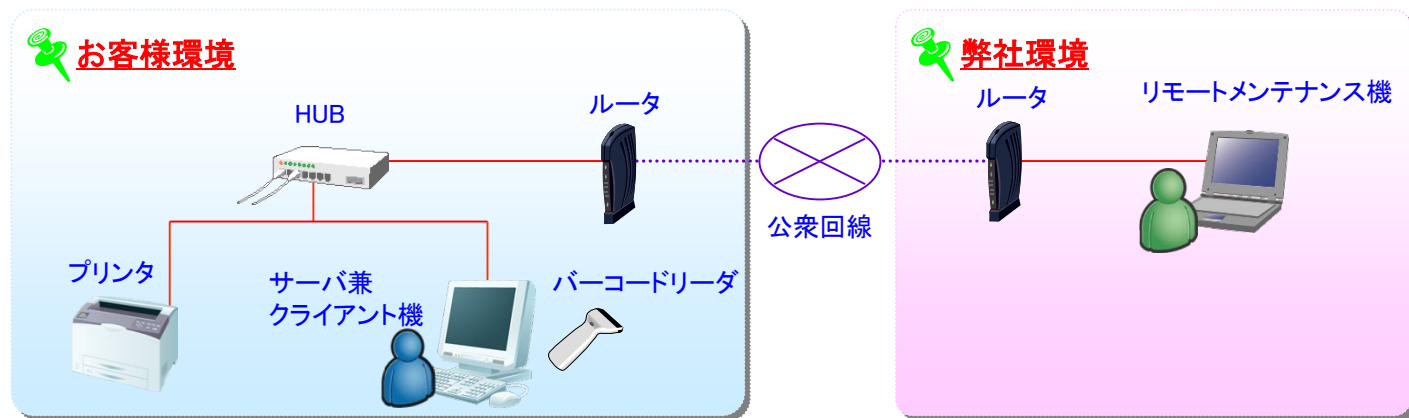 お客様環境
HUB
ルータ
プリンタ
サーバ兼
クライアント機
バーコードリーダ
公衆回線
弊社環境
ルータ
リモートメンテナンス機